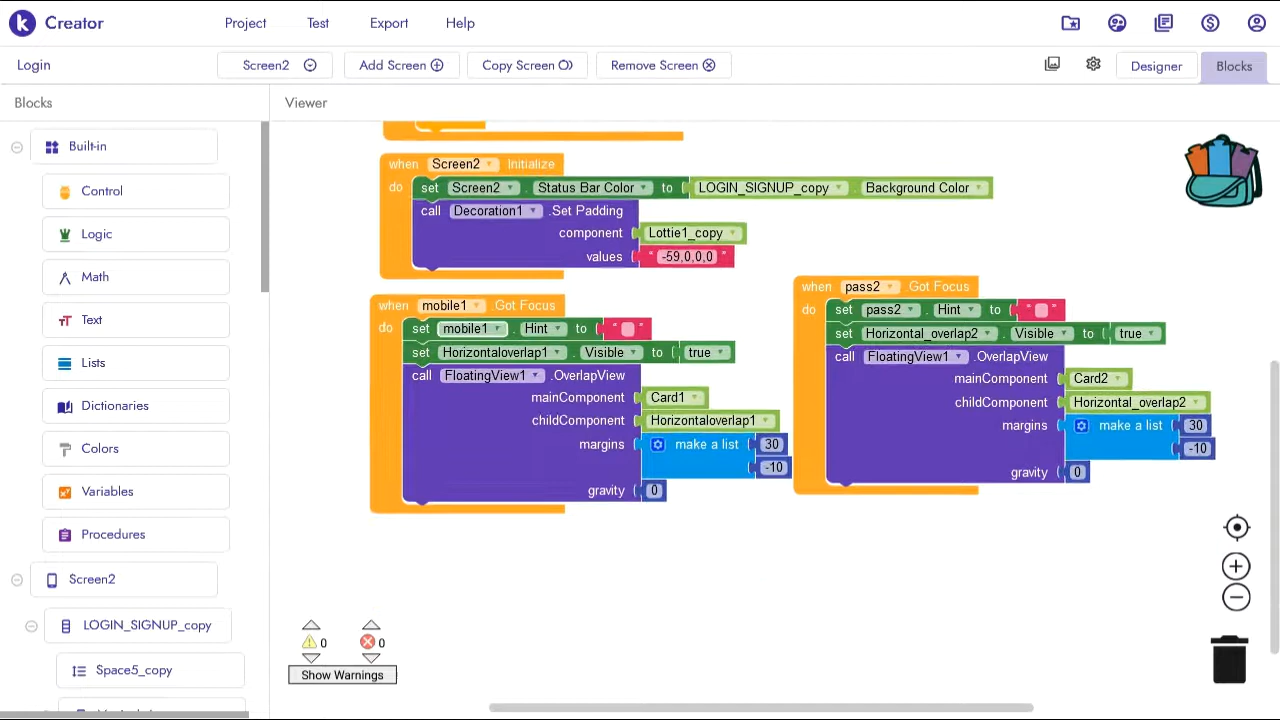 Creator
Project
Test
Export
Help
Login
Screen2
Add Screen
Copy Screen
Remove Screen
Designer
Blocks
Blocks
Viewer
Built-in
Control
Logic
Math
Text
Lists
Dictionaries
Colors
Variables
Procedures
Screen2
LOGIN_SIGNUP_copy
Space5_copy
when Screen2 .Initialize
do set Screen2 . Status Bar Color to LOGIN_SIGNUP_copy . Background Color
call Decoration1 .Set Padding
component Lottie1_copy
values " -59,0,0,0 "
when mobile1 .Got Focus
do set mobile1 . Hint to " "
set Horizontaloverlap1 . Visible to true
call FloatingView1 .OverlapView
mainComponent Card1
childComponent Horizontaloverlap1
margins make a list 30
-10
gravity 0
when pass2 .Got Focus
do set pass2 . Hint to " "
set Horizontal_overlap2 . Visible to true
call FloatingView1 .OverlapView
mainComponent Card2
childComponent Horizontal_overlap2
margins make a list 30
-10
gravity 0
0 0
Show Warnings